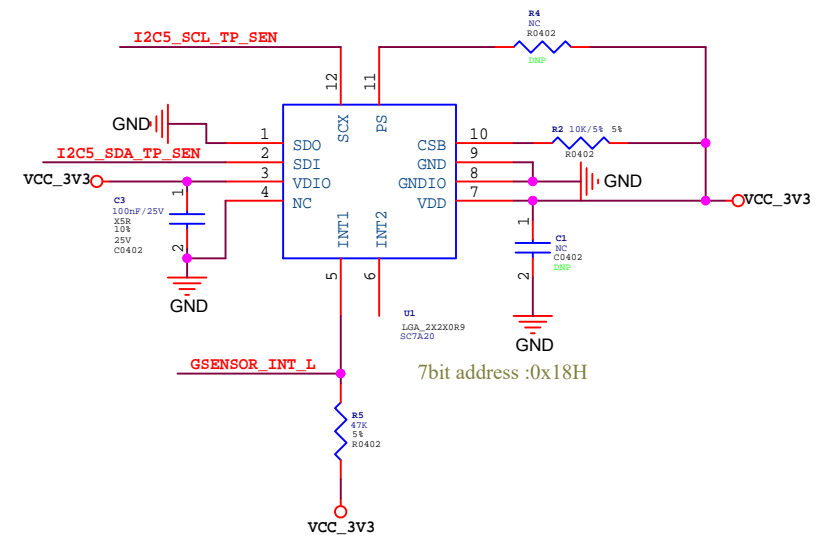 R4
NC
R0402
DNP
I2C5_SCL_TP_SEN
12
11
SCX
PS
GND
1
SDO
I2C5_SDA_TP_SEN
2
SDI
VCC_3V3
3
VDIO
4
NC
CSB
10
R2 10K/5% 5%
R0402
GND
9
GNDIO
8
GND
VDD
7
VCC_3V3
1
C3
100nF/25V
X5R
10%
25V
C0402
2
GND
INT1
INT2
5
6
1
C1
NC
C0402
DNP
2
GND
U1
LGA_2X2X0R9
SC7A20
7bit address :0x18H
GSENSOR_INT_L
R5
47K
5%
R0402
VCC_3V3